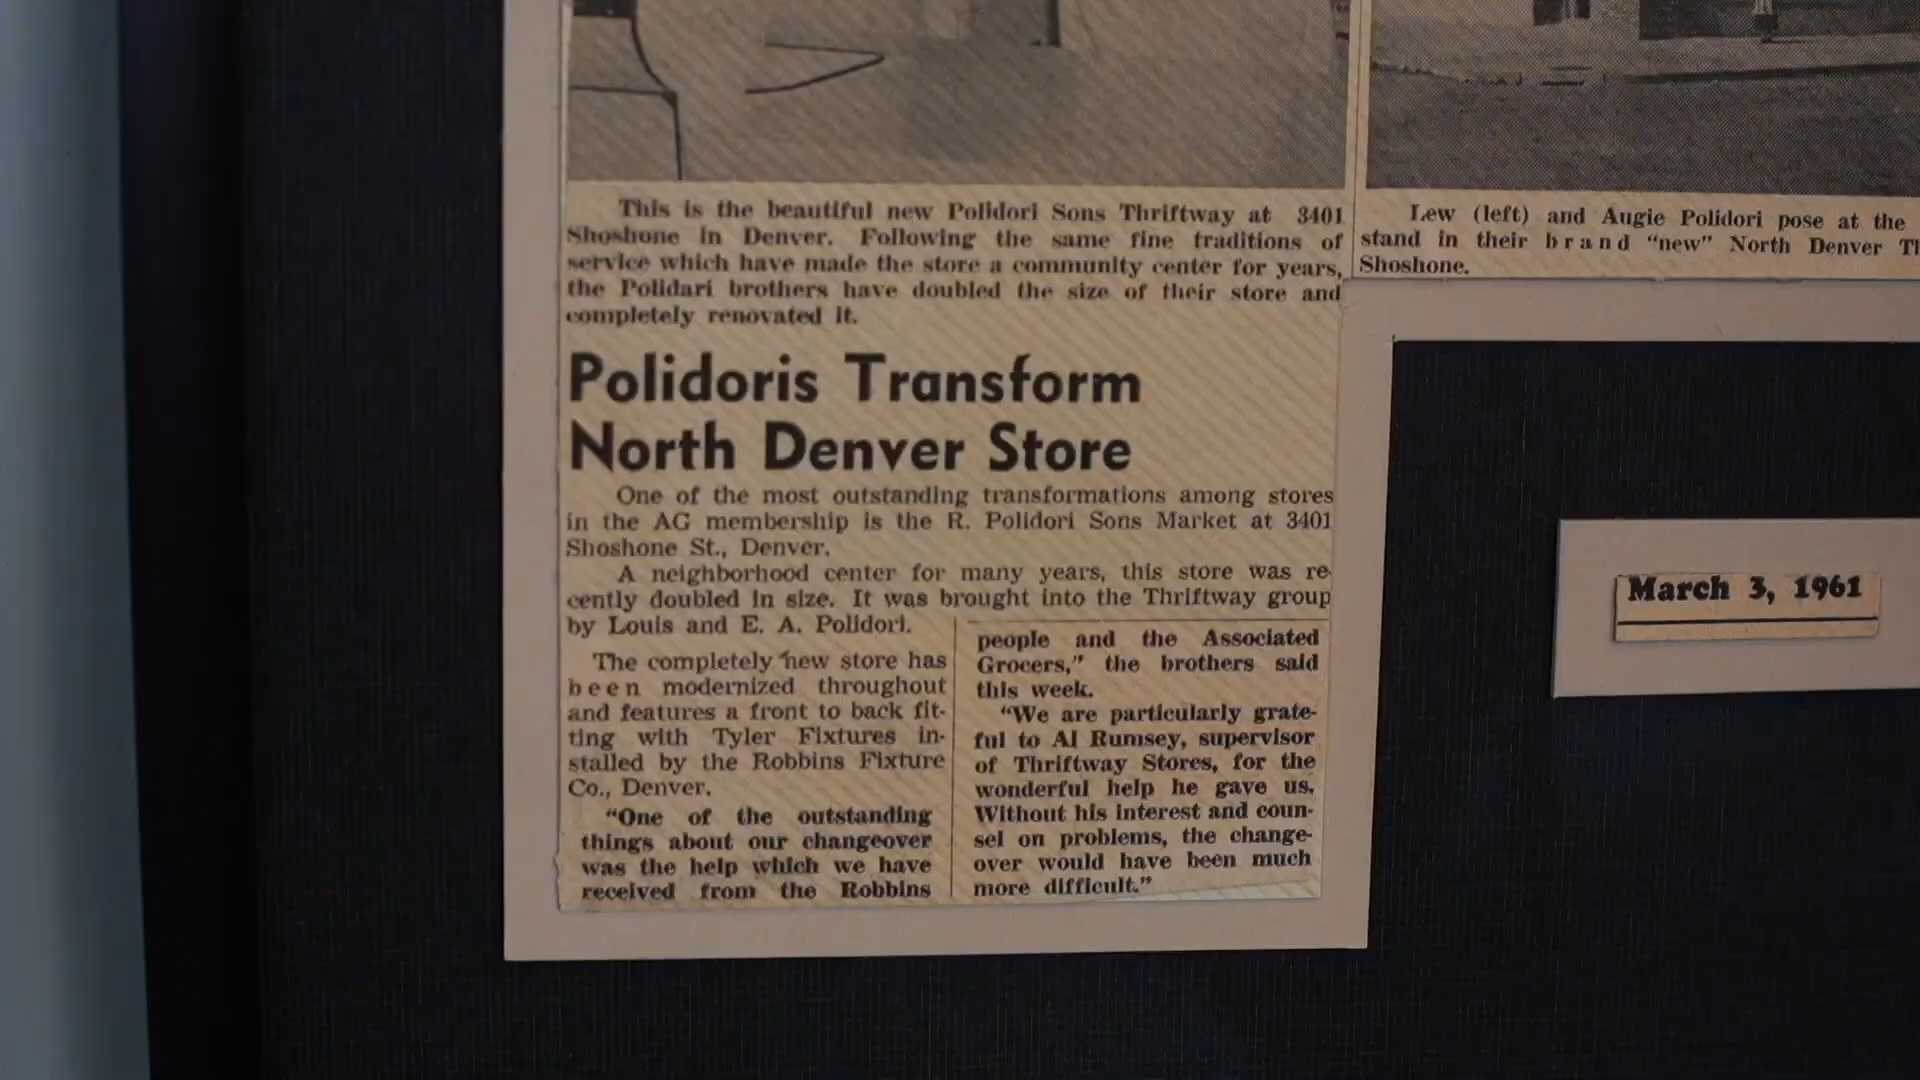 This is the beautiful new Polidori Sons Thriftway at 3401
Shoshone in Denver. Following the same fine traditions of
service which have made the store a community center for years,
the Polidari brothers have doubled the size of their store and
completely renovated it.
Lew (left) and Augie Polidori pose at the
stand in their brand “new” North Denver
Shoshone.
Polidoris Transform
North Denver Store
One of the most outstanding transformations among stores
in the AG membership is the R. Polidori Sons Market at 3401
Shoshone St., Denver.
A neighborhood center for many years, this store was re-
cently doubled in size. It was brought into the Thriftway group
by Louis and E. A. Polidori.
The completely new store has
been modernized throughout
and features a front to back fit-
ting with Tyler Fixtures in-
stalled by the Robbins Fixture
Co., Denver.
“One of the outstanding
things about our changeover
was the help which we have
received from the Robbins
people and the Associated
Grocers,” the brothers said
this week.
“We are particularly grate-
ful to Al Rumsey, supervisor
of Thriftway Stores, for the
wonderful help he gave us.
Without his interest and coun-
sel on problems, the change-
over would have been much
more difficult.”
March 3, 1961